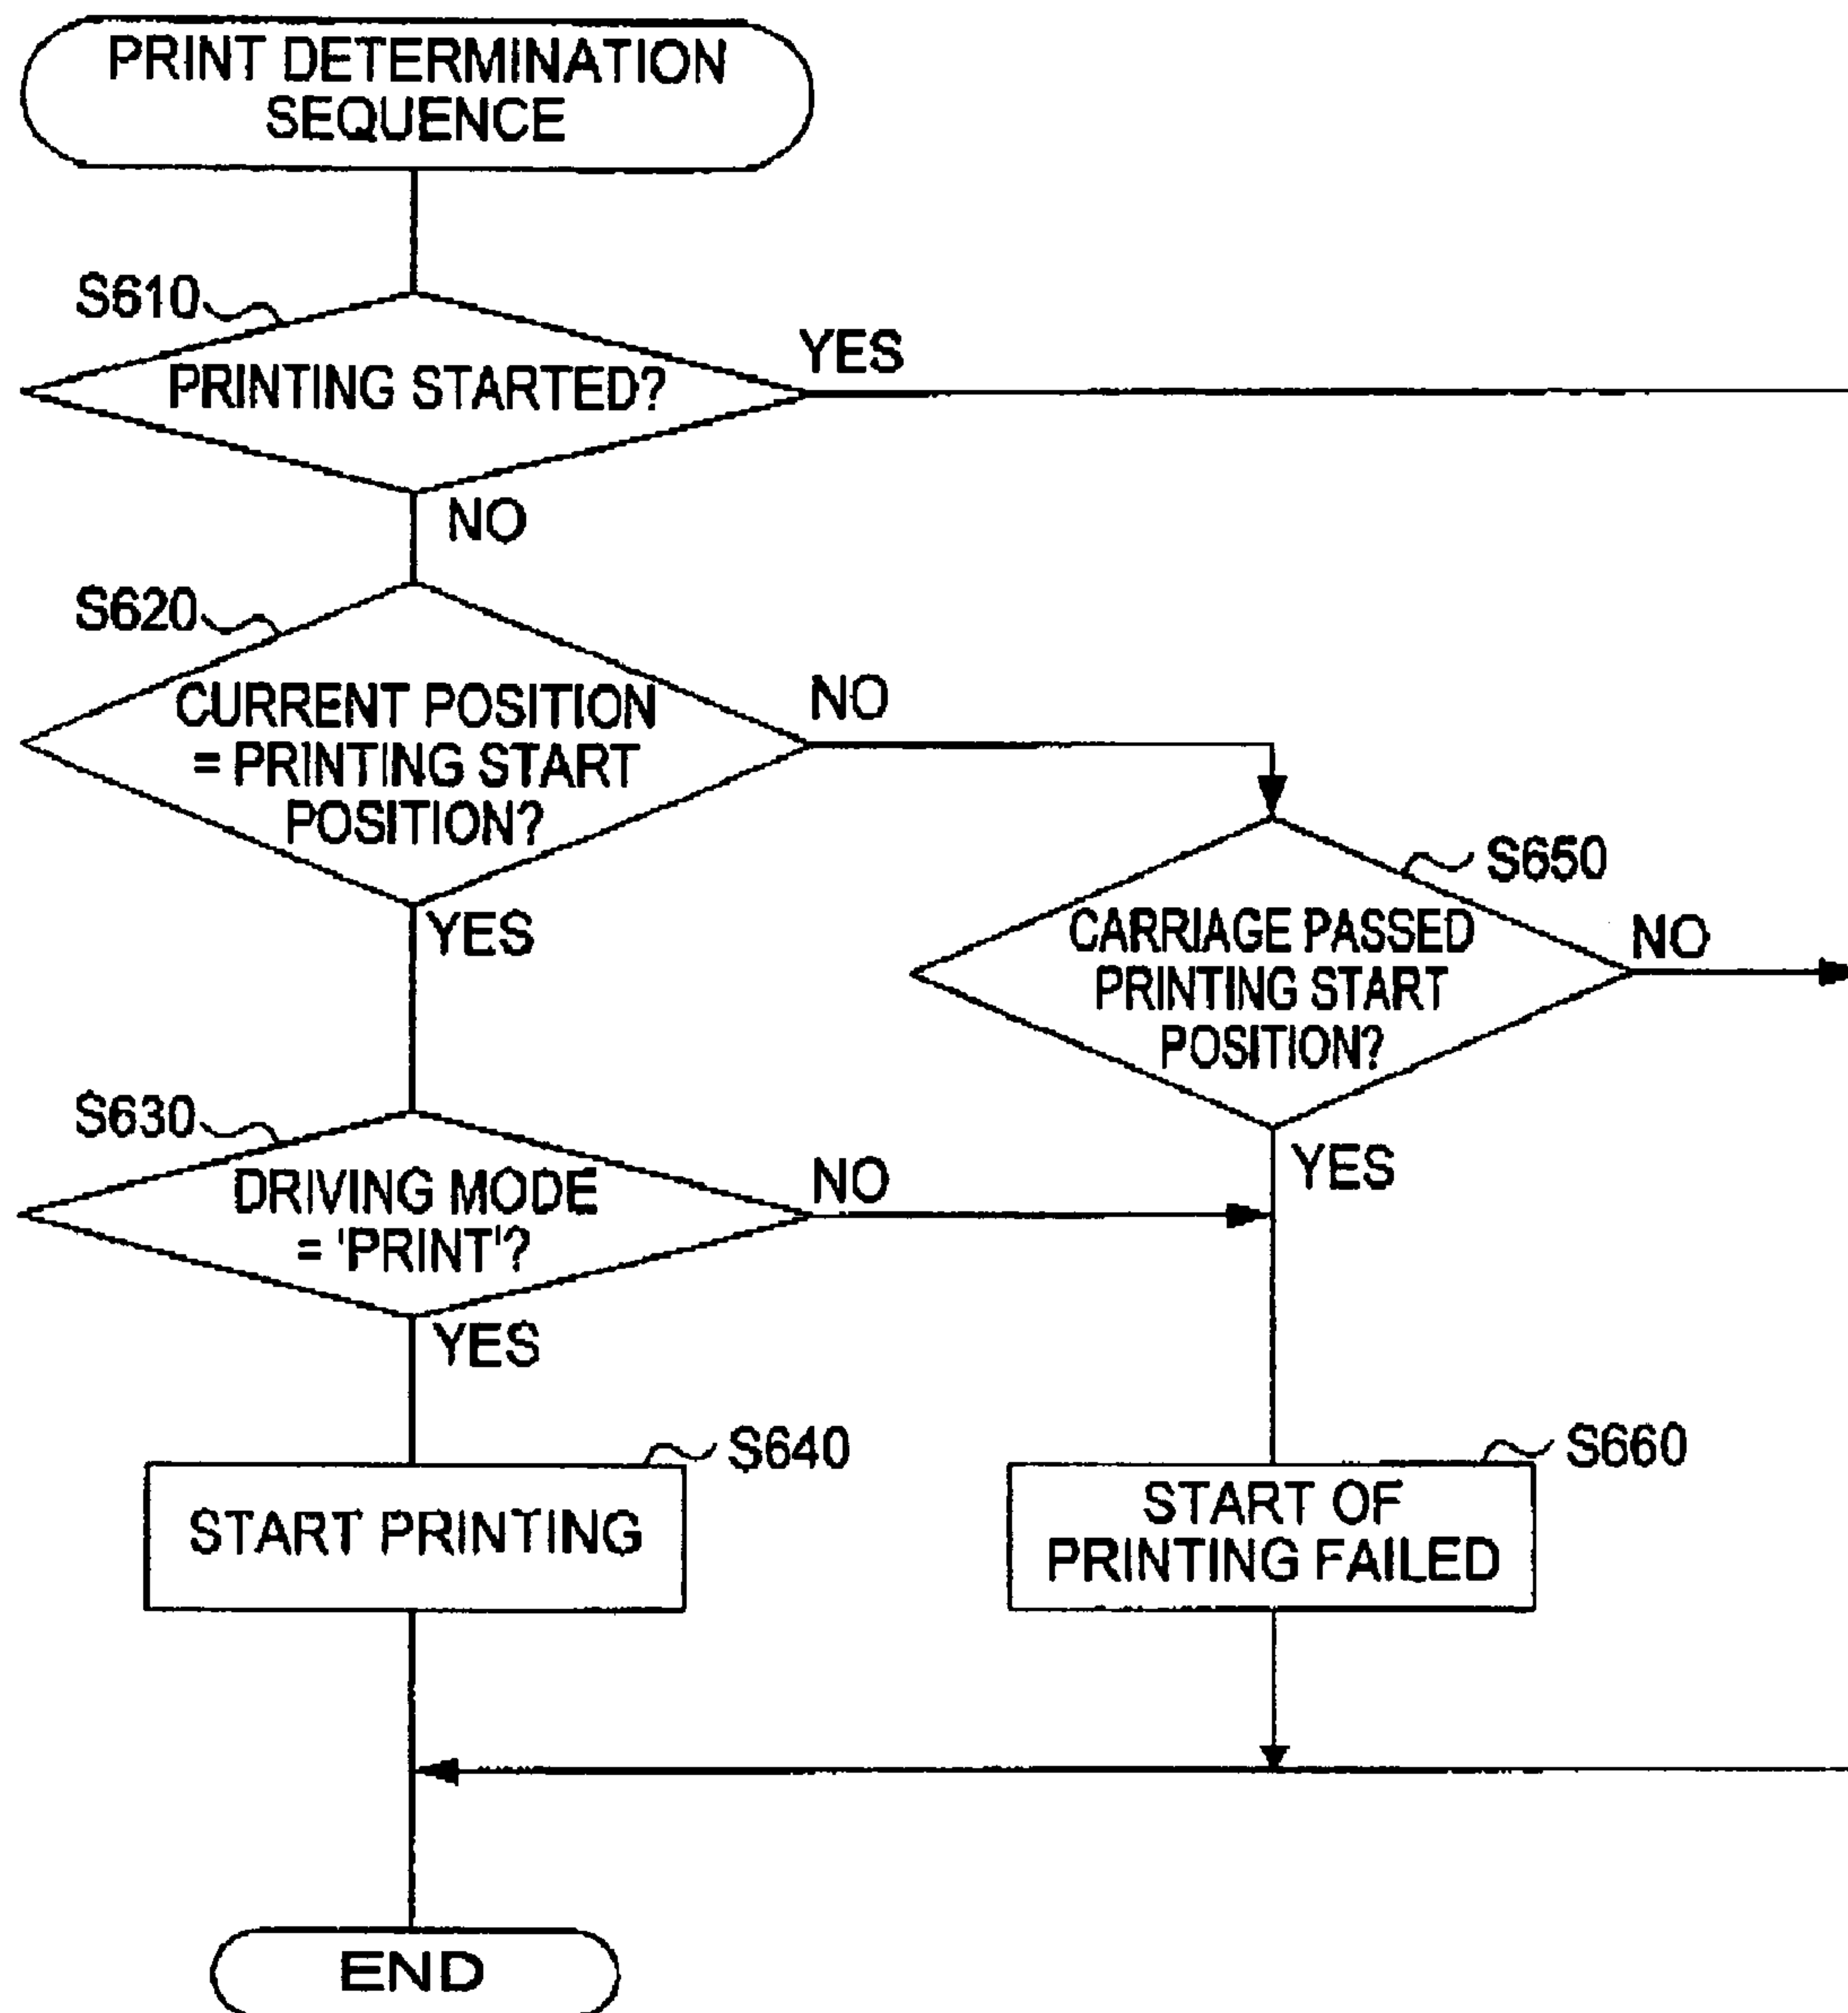 PRINT DETERMINATION
SEQUENCE
S610
PRINTING STARTED?
YES
NO
S620
CURRENT POSITION
= PRINTING START
POSITION?
NO
YES
S650
CARRIAGE PASSED
PRINTING START
POSITION?
NO
YES
S630
DRIVING MODE
= 'PRINT'?
NO
YES
S640
START PRINTING
S660
START OF
PRINTING FAILED
END